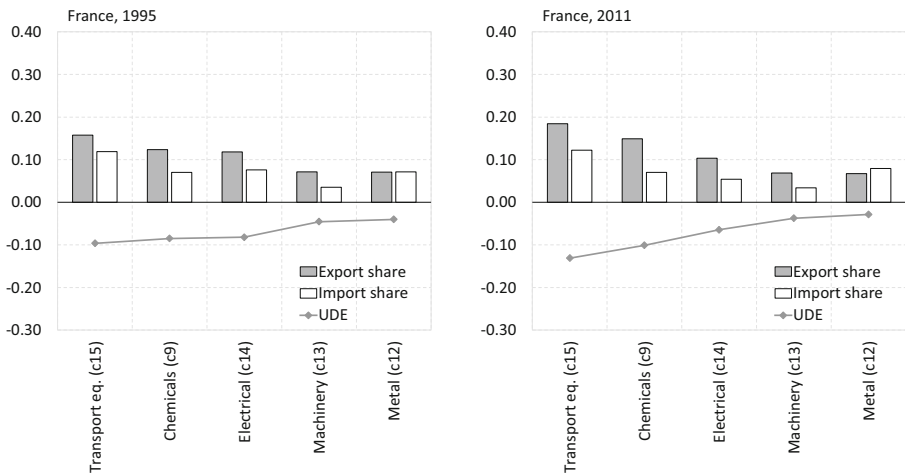 France, 1995
0.40
0.30
0.20
0.10
0.00
-0.10
-0.20
-0.30
Export share
Import share
UDE
Transport eq. (c15)
Chemicals (c9)
Electrical (c14)
Machinery (c13)
Metal (c12)
France, 2011
0.40
0.30
0.20
0.10
0.00
-0.10
-0.20
-0.30
Export share
Import share
UDE
Transport eq. (c15)
Chemicals (c9)
Electrical (c14)
Machinery (c13)
Metal (c12)